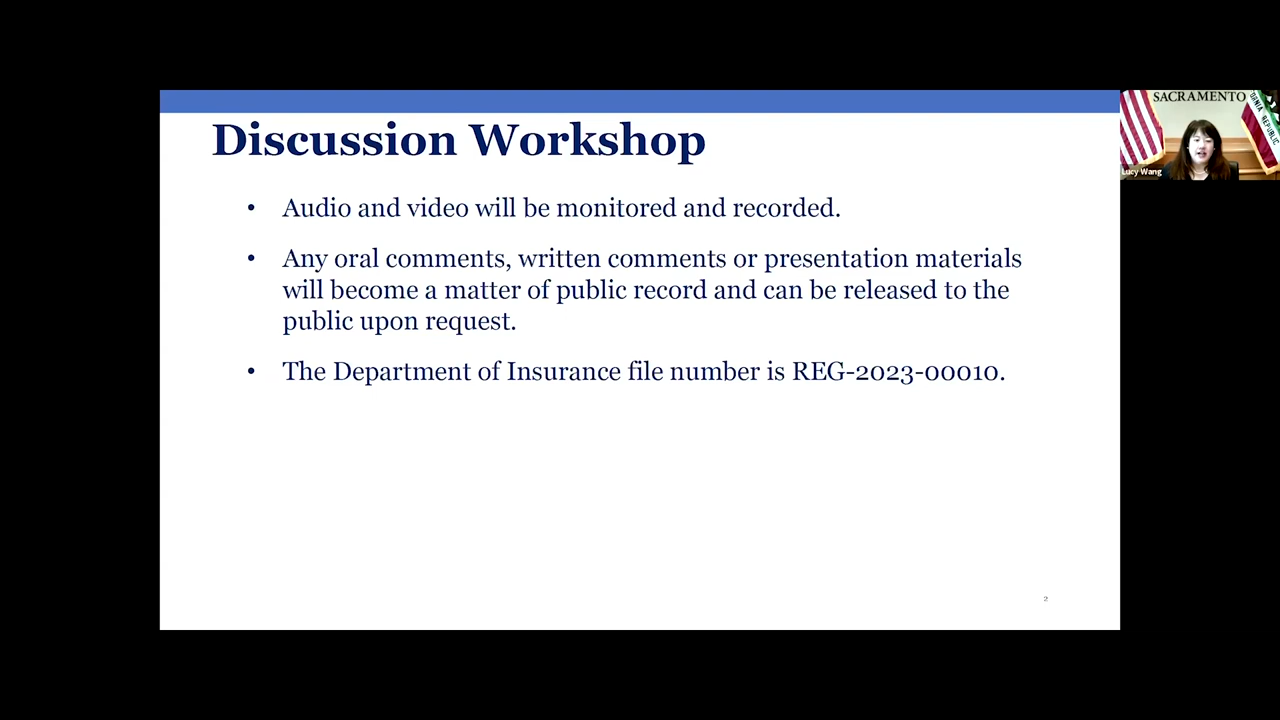 Discussion Workshop
• Audio and video will be monitored and recorded.
• Any oral comments, written comments or presentation materials
will become a matter of public record and can be released to the
public upon request.
• The Department of Insurance file number is REG-2023-00010.
2
SACRAMENTO
REPUBLIC
Lucy Wang